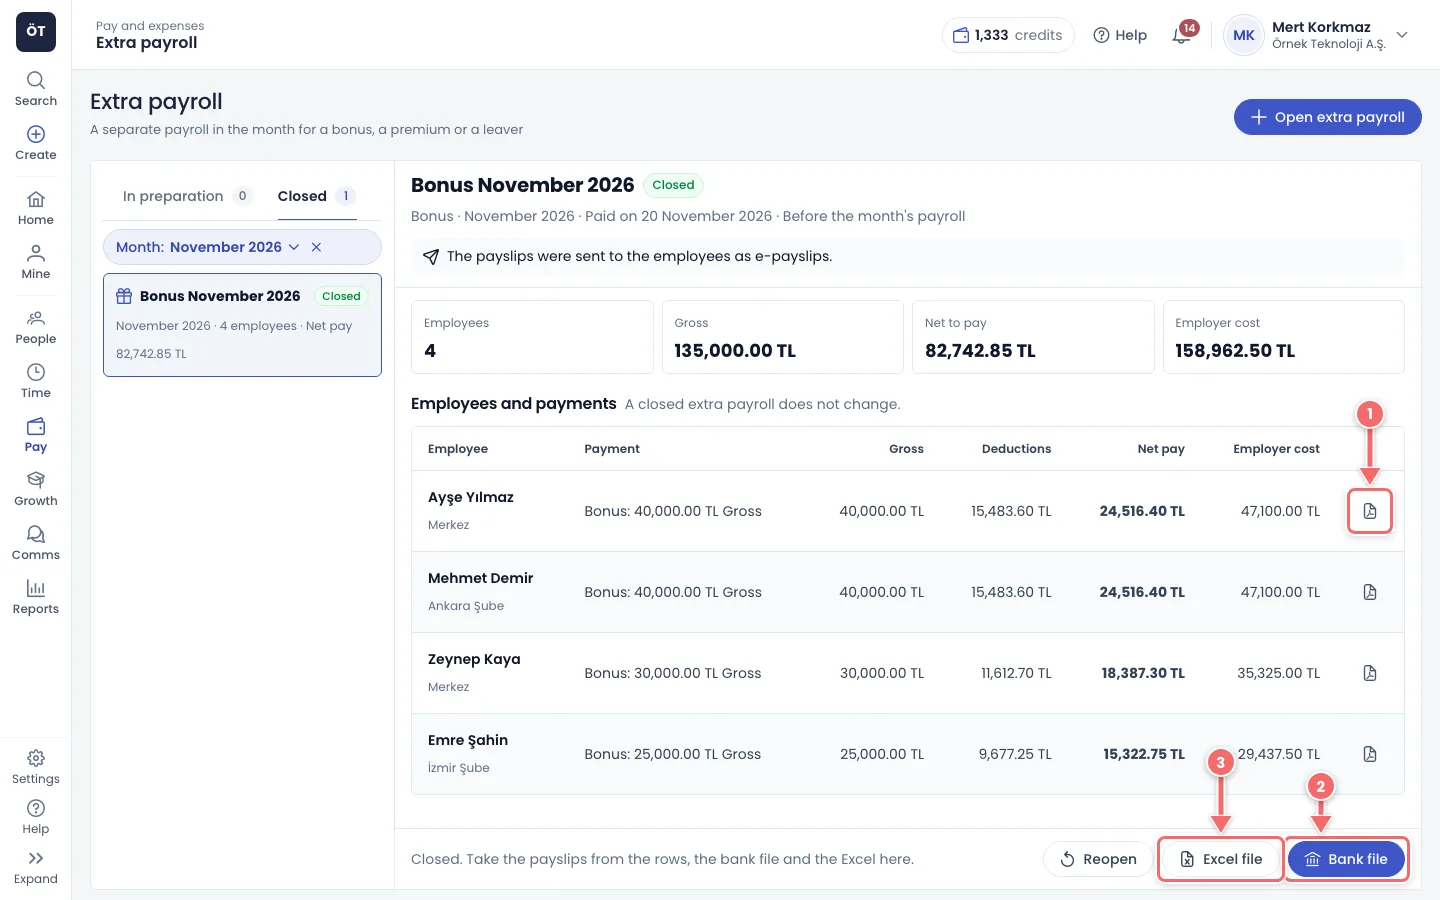 ÖT
Search
Create
Home
Mine
People
Time
Pay
Growth
Comms
Reports
Settings
Help
Expand
Pay and expenses
Extra payroll
1,333 credits
Help
14
MK
Mert Korkmaz
Örnek Teknoloji A.Ş.
Extra payroll
A separate payroll in the month for a bonus, a premium or a leaver
Open extra payroll
In preparation 0
Closed 1
Month: November 2026
Bonus November 2026 Closed
November 2026 · 4 employees · Net pay
82,742.85 TL
Bonus November 2026 Closed
Bonus · November 2026 · Paid on 20 November 2026 · Before the month's payroll
The payslips were sent to the employees as e-payslips.
Employees
4
Gross
135,000.00 TL
Net to pay
82,742.85 TL
Employer cost
158,962.50 TL
Employees and payments A closed extra payroll does not change.
1
Employee Payment Gross Deductions Net pay Employer cost
Ayşe Yılmaz
Merkez
Bonus: 40,000.00 TL Gross 40,000.00 TL 15,483.60 TL 24,516.40 TL 47,100.00 TL
Mehmet Demir
Ankara Şube
Bonus: 40,000.00 TL Gross 40,000.00 TL 15,483.60 TL 24,516.40 TL 47,100.00 TL
Zeynep Kaya
Merkez
Bonus: 30,000.00 TL Gross 30,000.00 TL 11,612.70 TL 18,387.30 TL 35,325.00 TL
Emre Şahin
İzmir Şube
Bonus: 25,000.00 TL Gross 25,000.00 TL 9,677.25 TL 15,322.75 TL 29,437.50 TL
3
2
Closed. Take the payslips from the rows, the bank file and the Excel here.
Reopen
Excel file
Bank file